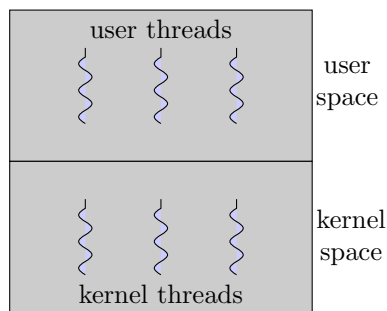 user threads
user
space
kernel
space
kernel threads